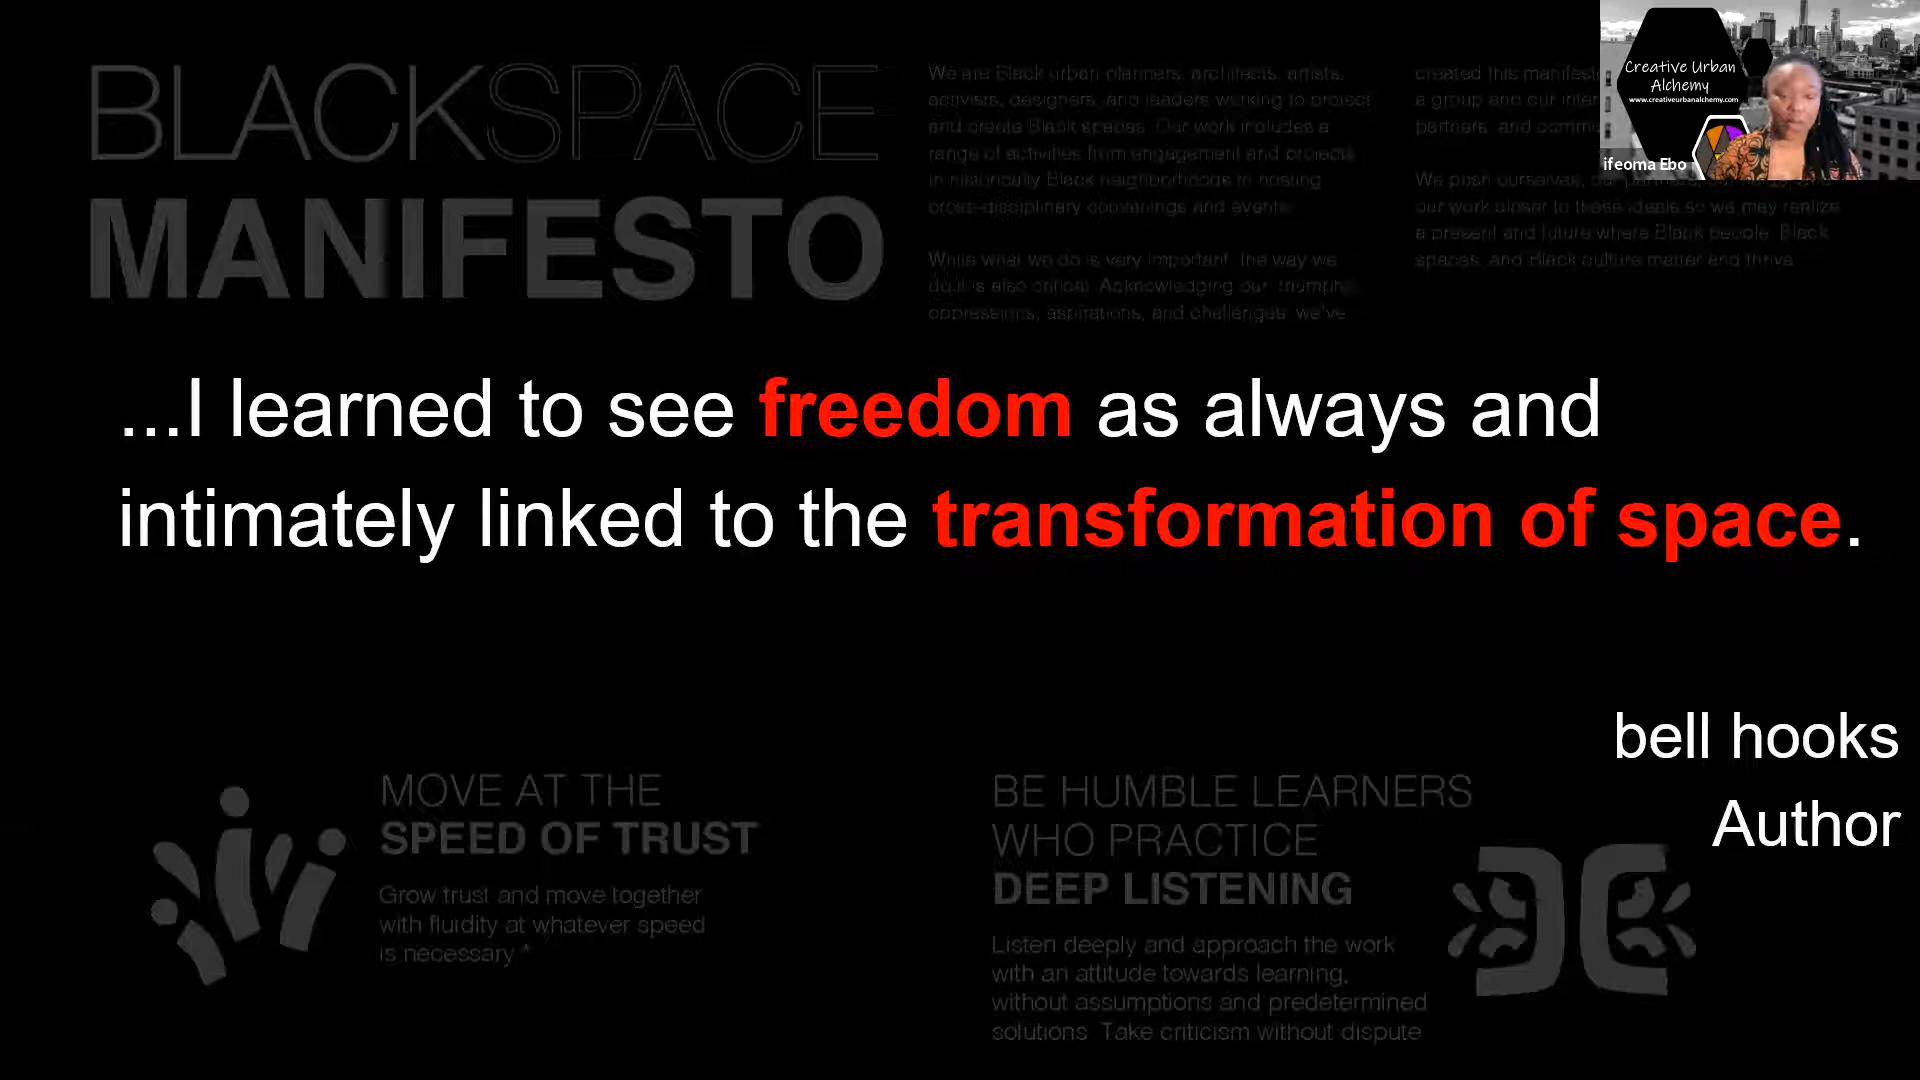 BLACKSPACE
MANIFESTO
We are Black urban planners, architects, artists,
activists, designers, and leaders working to protect
and create Black spaces. Our work includes a
range of activities from engagement and projects
in historically Black neighborhoods to hosting
cross-disciplinary convenings and events.
While what we do is very important, the way we
do it is also critical. Acknowledging our triumphs,
oppressions, aspirations, and challenges, we've
created this manifest
a group and our inter
partners, and commu
We push ourselves, our partners, our
our work closer to these ideals so we may realize
a present and future where Black people, Black
spaces, and Black culture matter and thrive.
Creative Urban
Alchemy
www.creativeurbanalchemy.com
ifeoma Ebo
...I learned to see freedom as always and
intimately linked to the transformation of space.
bell hooks
Author
MOVE AT THE
SPEED OF TRUST
Grow trust and move together
with fluidity at whatever speed
is necessary *
BE HUMBLE LEARNERS
WHO PRACTICE
DEEP LISTENING
Listen deeply and approach the work
with an attitude towards learning,
without assumptions and predetermined
solutions. Take criticism without dispute